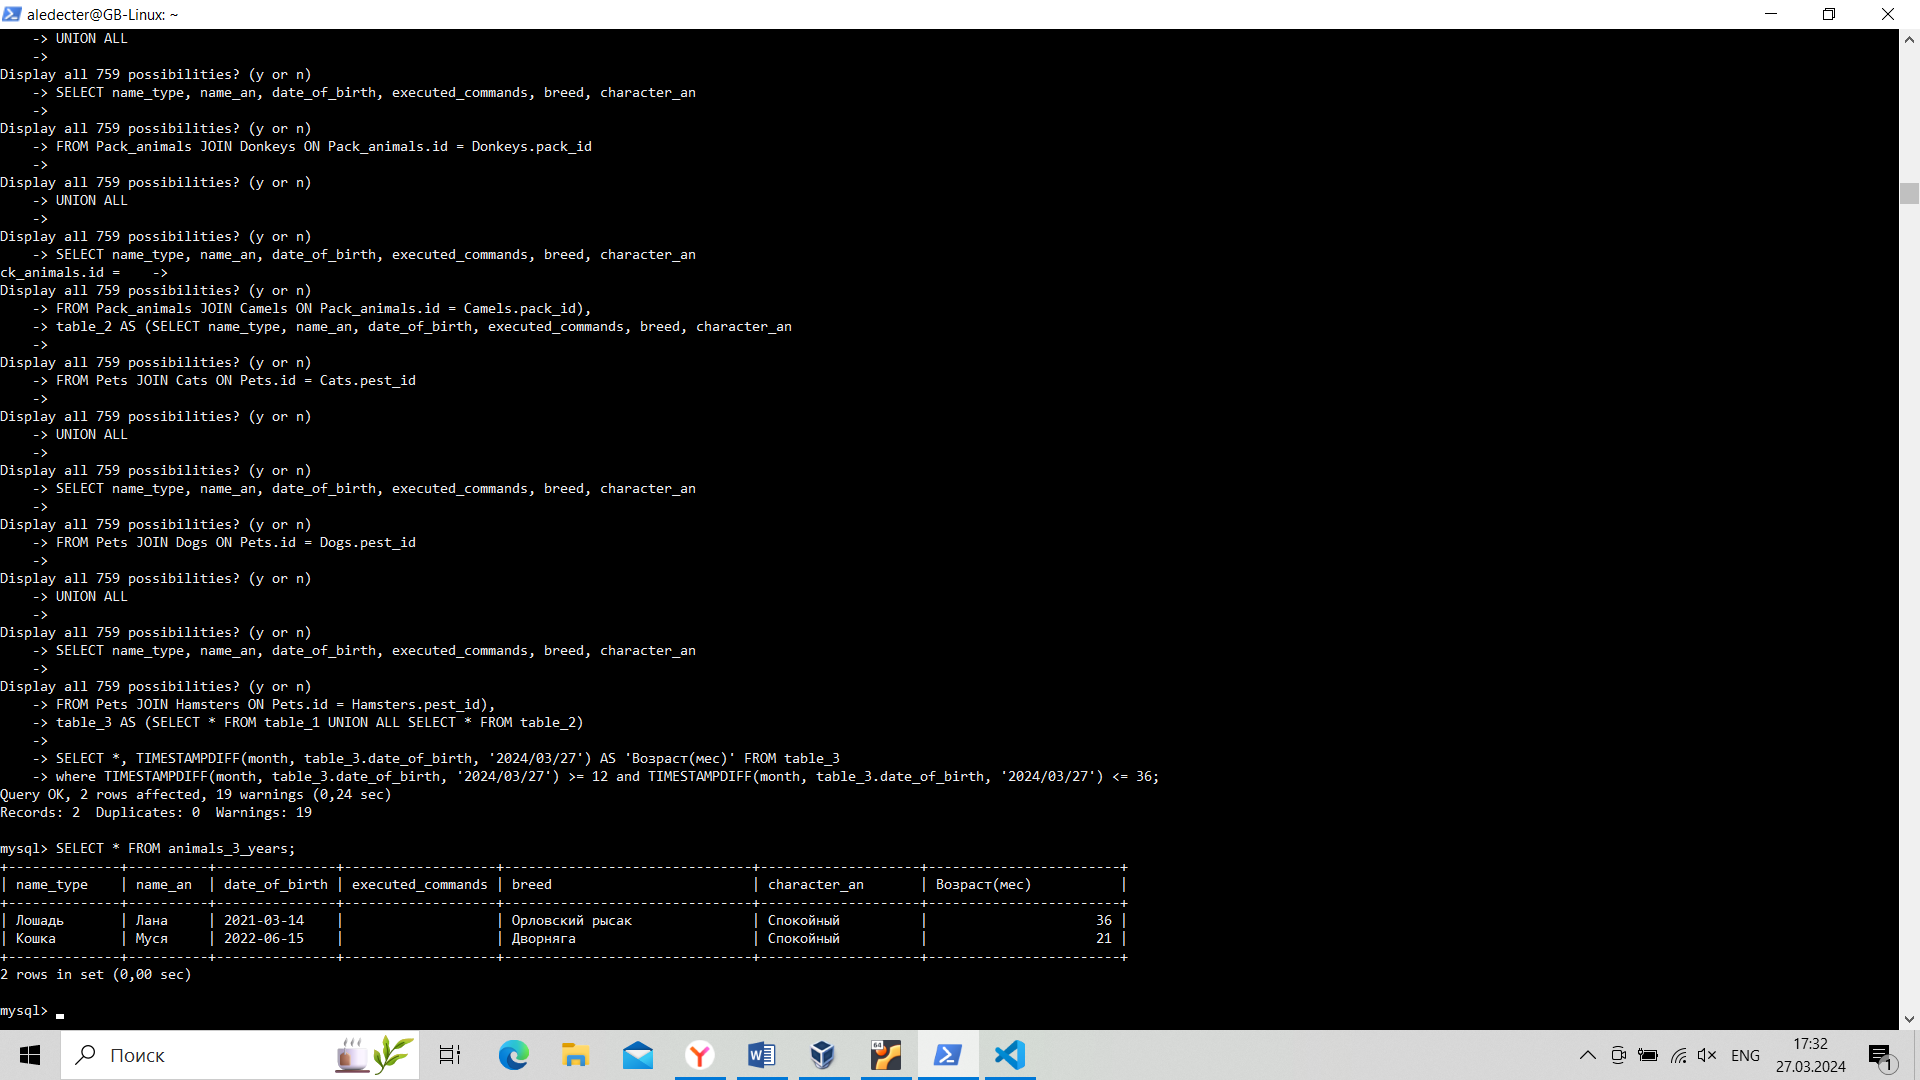 aledecter@GB-Linux: ~
    -> UNION ALL
    ->
Display all 759 possibilities? (y or n)
    -> SELECT name_type, name_an, date_of_birth, executed_commands, breed, character_an
    ->
Display all 759 possibilities? (y or n)
    -> FROM Pack_animals JOIN Donkeys ON Pack_animals.id = Donkeys.pack_id
    ->
Display all 759 possibilities? (y or n)
    -> UNION ALL
    ->
Display all 759 possibilities? (y or n)
    -> SELECT name_type, name_an, date_of_birth, executed_commands, breed, character_an
ck_animals.id =    ->
Display all 759 possibilities? (y or n)
    -> FROM Pack_animals JOIN Camels ON Pack_animals.id = Camels.pack_id),
    -> table_2 AS (SELECT name_type, name_an, date_of_birth, executed_commands, breed, character_an
    ->
Display all 759 possibilities? (y or n)
    -> FROM Pets JOIN Cats ON Pets.id = Cats.pest_id
    ->
Display all 759 possibilities? (y or n)
    -> UNION ALL
    ->
Display all 759 possibilities? (y or n)
    -> SELECT name_type, name_an, date_of_birth, executed_commands, breed, character_an
    ->
Display all 759 possibilities? (y or n)
    -> FROM Pets JOIN Dogs ON Pets.id = Dogs.pest_id
    ->
Display all 759 possibilities? (y or n)
    -> UNION ALL
    ->
Display all 759 possibilities? (y or n)
    -> SELECT name_type, name_an, date_of_birth, executed_commands, breed, character_an
    ->
Display all 759 possibilities? (y or n)
    -> FROM Pets JOIN Hamsters ON Pets.id = Hamsters.pest_id),
    -> table_3 AS (SELECT * FROM table_1 UNION ALL SELECT * FROM table_2)
    ->
    -> SELECT *, TIMESTAMPDIFF(month, table_3.date_of_birth, '2024/03/27') AS 'Возраст(мес)' FROM table_3
    -> where TIMESTAMPDIFF(month, table_3.date_of_birth, '2024/03/27') >= 12 and TIMESTAMPDIFF(month, table_3.date_of_birth, '2024/03/27') <= 36;
Query OK, 2 rows affected, 19 warnings (0,24 sec)
Records: 2  Duplicates: 0  Warnings: 19
mysql> SELECT * FROM animals_3_years;
| name_type | name_an | date_of_birth | executed_commands | breed | character_an | Возраст(мес) |
| Лошадь | Лана | 2021-03-14 | | Орловский рысак | Спокойный | 36 |
| Кошка | Муся | 2022-06-15 | | Дворняга | Спокойный | 21 |
2 rows in set (0,00 sec)
mysql>
Поиск
64
ENG
17:32
27.03.2024
1